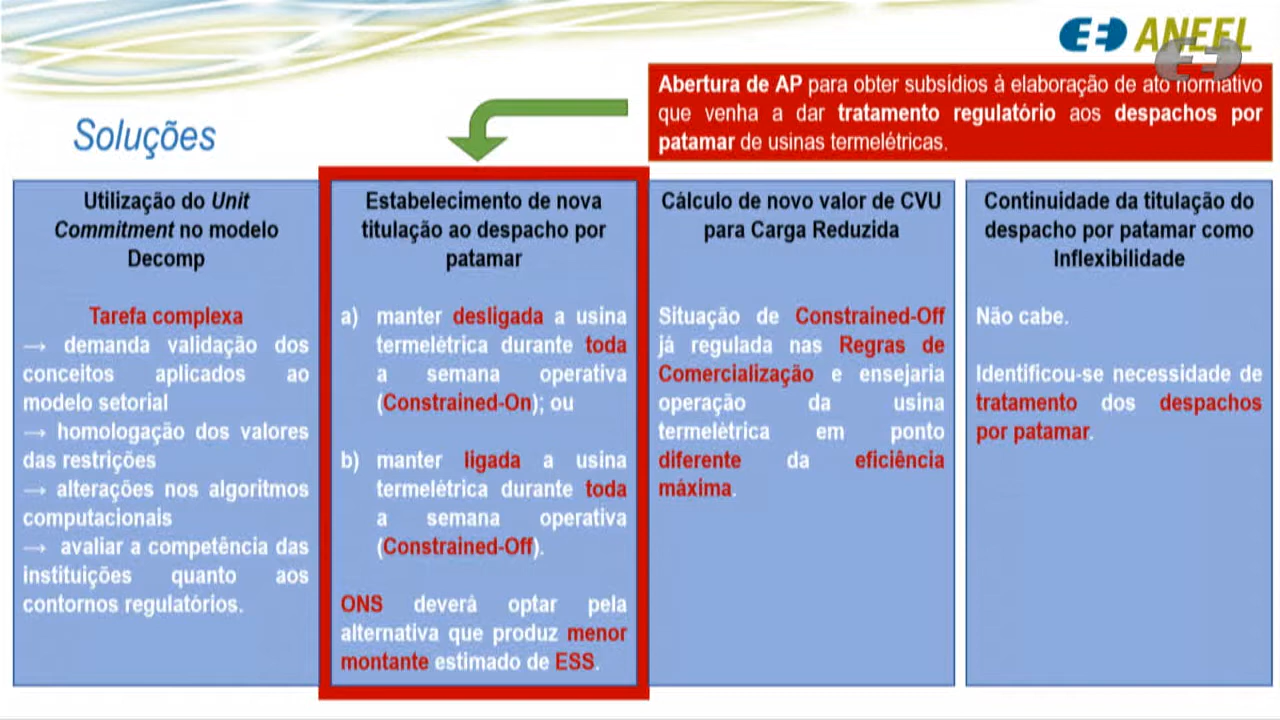 ANEEL
Abertura de AP para obter subsídios à elaboração de ato normativo
que venha a dar tratamento regulatório aos despachos por
patamar de usinas termelétricas.
Soluções
Utilização do Unit
Commitment no modelo
Decomp
Tarefa complexa
→ demanda validação dos
conceitos aplicados ao
modelo setorial
→ homologação dos valores
das restrições
→ alterações nos algoritmos
computacionais
→ avaliar a competência das
instituições quanto aos
contornos regulatórios.
Estabelecimento de nova
titulação ao despacho por
patamar
a) manter desligada a usina
termelétrica durante toda
a semana operativa
(Constrained-On); ou
b) manter ligada a usina
termelétrica durante toda
a semana operativa
(Constrained-Off).
ONS deverá optar pela
alternativa que produz menor
montante estimado de ESS.
Cálculo de novo valor de CVU
para Carga Reduzida
Situação de Constrained-Off
já regulada nas Regras de
Comercialização e ensejaria
operação da usina
termelétrica em ponto
diferente da eficiência
máxima.
Continuidade da titulação do
despacho por patamar como
Inflexibilidade
Não cabe.
Identificou-se necessidade de
tratamento dos despachos
por patamar.